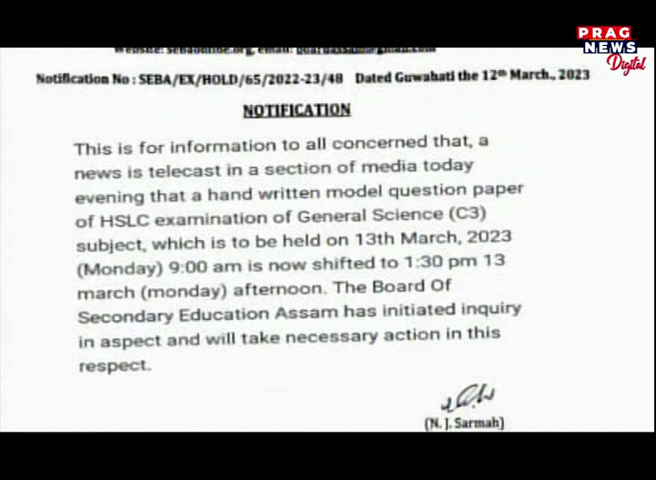 PRAG
NEWS
Digital
Website: sebaonline.org, email:
Notification No : SEBA/EX/HOLD/65/2022-23/48 Dated Guwahati the 12th March., 2023
NOTIFICATION
This is for information to all concerned that, a
news is telecast in a section of media today
evening that a hand written model question paper
of HSLC examination of General Science (C3)
subject, which is to be held on 13th March, 2023
(Monday) 9:00 am is now shifted to 1:30 pm 13
march (monday) afternoon. The Board Of
Secondary Education Assam has initiated inquiry
in aspect and will take necessary action in this
respect.
(N. J. Sarmah)